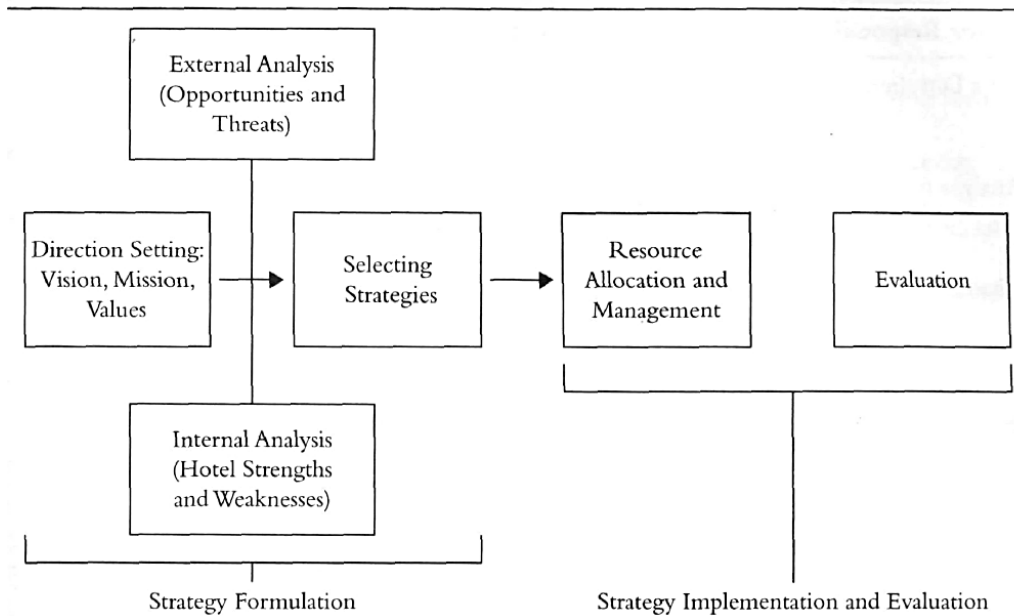 External Analysis
(Opportunities and
Threats)
Direction Setting:
Vision, Mission,
Values
Selecting
Strategies
Resource
Allocation and
Management
Evaluation
Internal Analysis
(Hotel Strengths
and Weaknesses)
Strategy Formulation
Strategy Implementation and Evaluation